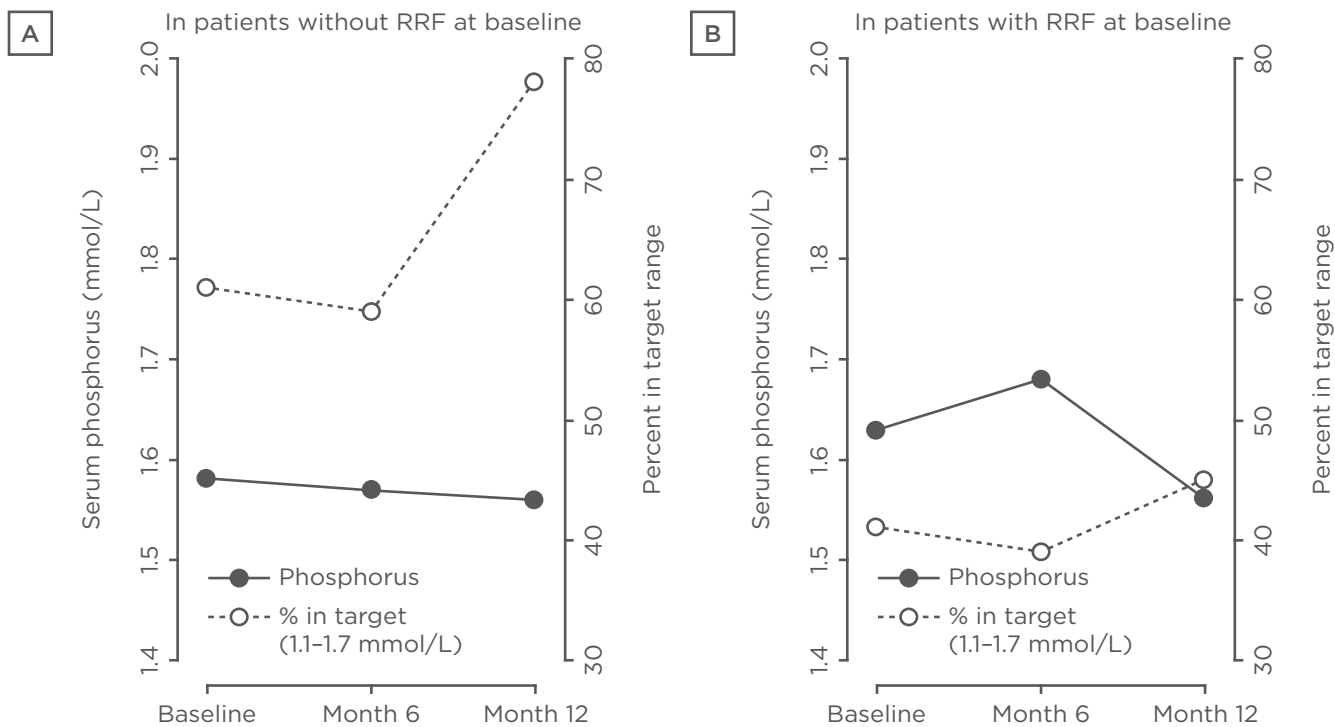 A
In patients without RRF at baseline
Serum phosphorus (mmol/L)
2.0
1.9
1.8
1.7
1.6
1.5
1.4
Percent in target range
80
70
60
50
40
30
Phosphorus
% in target
(1.1–1.7 mmol/L)
Baseline
Month 6
Month 12
B
In patients with RRF at baseline
Serum phosphorus (mmol/L)
2.0
1.9
1.8
1.7
1.6
1.5
1.4
Percent in target range
80
70
60
50
40
30
Phosphorus
% in target
(1.1–1.7 mmol/L)
Baseline
Month 6
Month 12